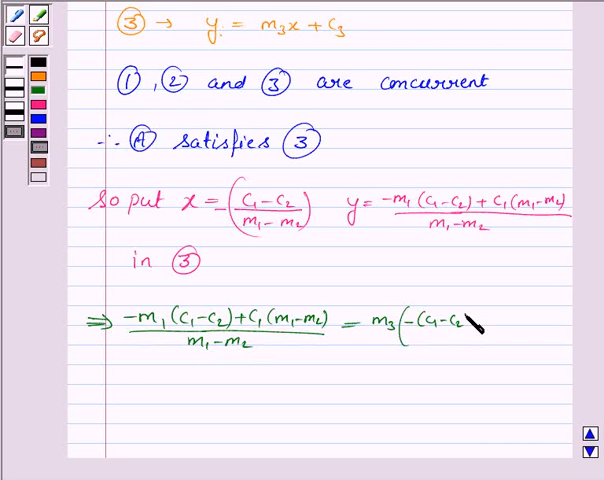 ③ → y = m₃x + c₃
①, ② and ③ are concurrent
∴ Ⓐ satisfies ③
So put x = -((c₁ - c₂)/(m₁ - m₂)) y = (-m₁(c₁ - c₂) + c₁(m₁ - m₂))/(m₁ - m₂)
in ③
⇒ (-m₁(c₁ - c₂) + c₁(m₁ - m₂))/(m₁ - m₂) = m₃(-(c₁ - c₂